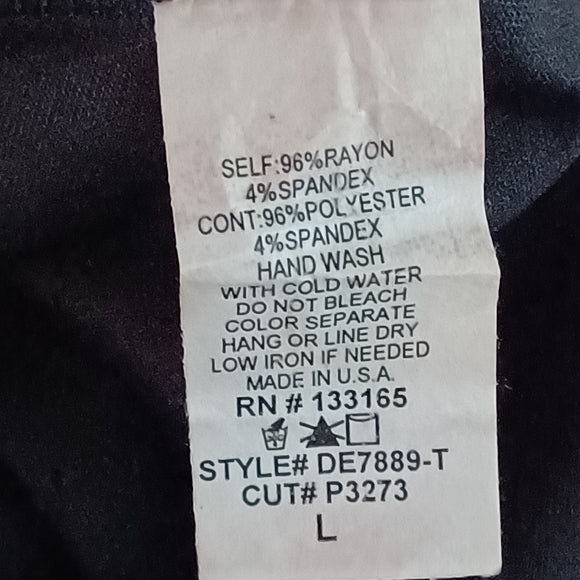 SELF:96%RAYON
4%SPANDEX
CONT:96%POLYESTER
4%SPANDEX
HAND WASH
WITH COLD WATER
DO NOT BLEACH
COLOR SEPARATE
HANG OR LINE DRY
LOW IRON IF NEEDED
MADE IN U.S.A.
RN # 133165
STYLE# DE7889-T
CUT# P3273
L